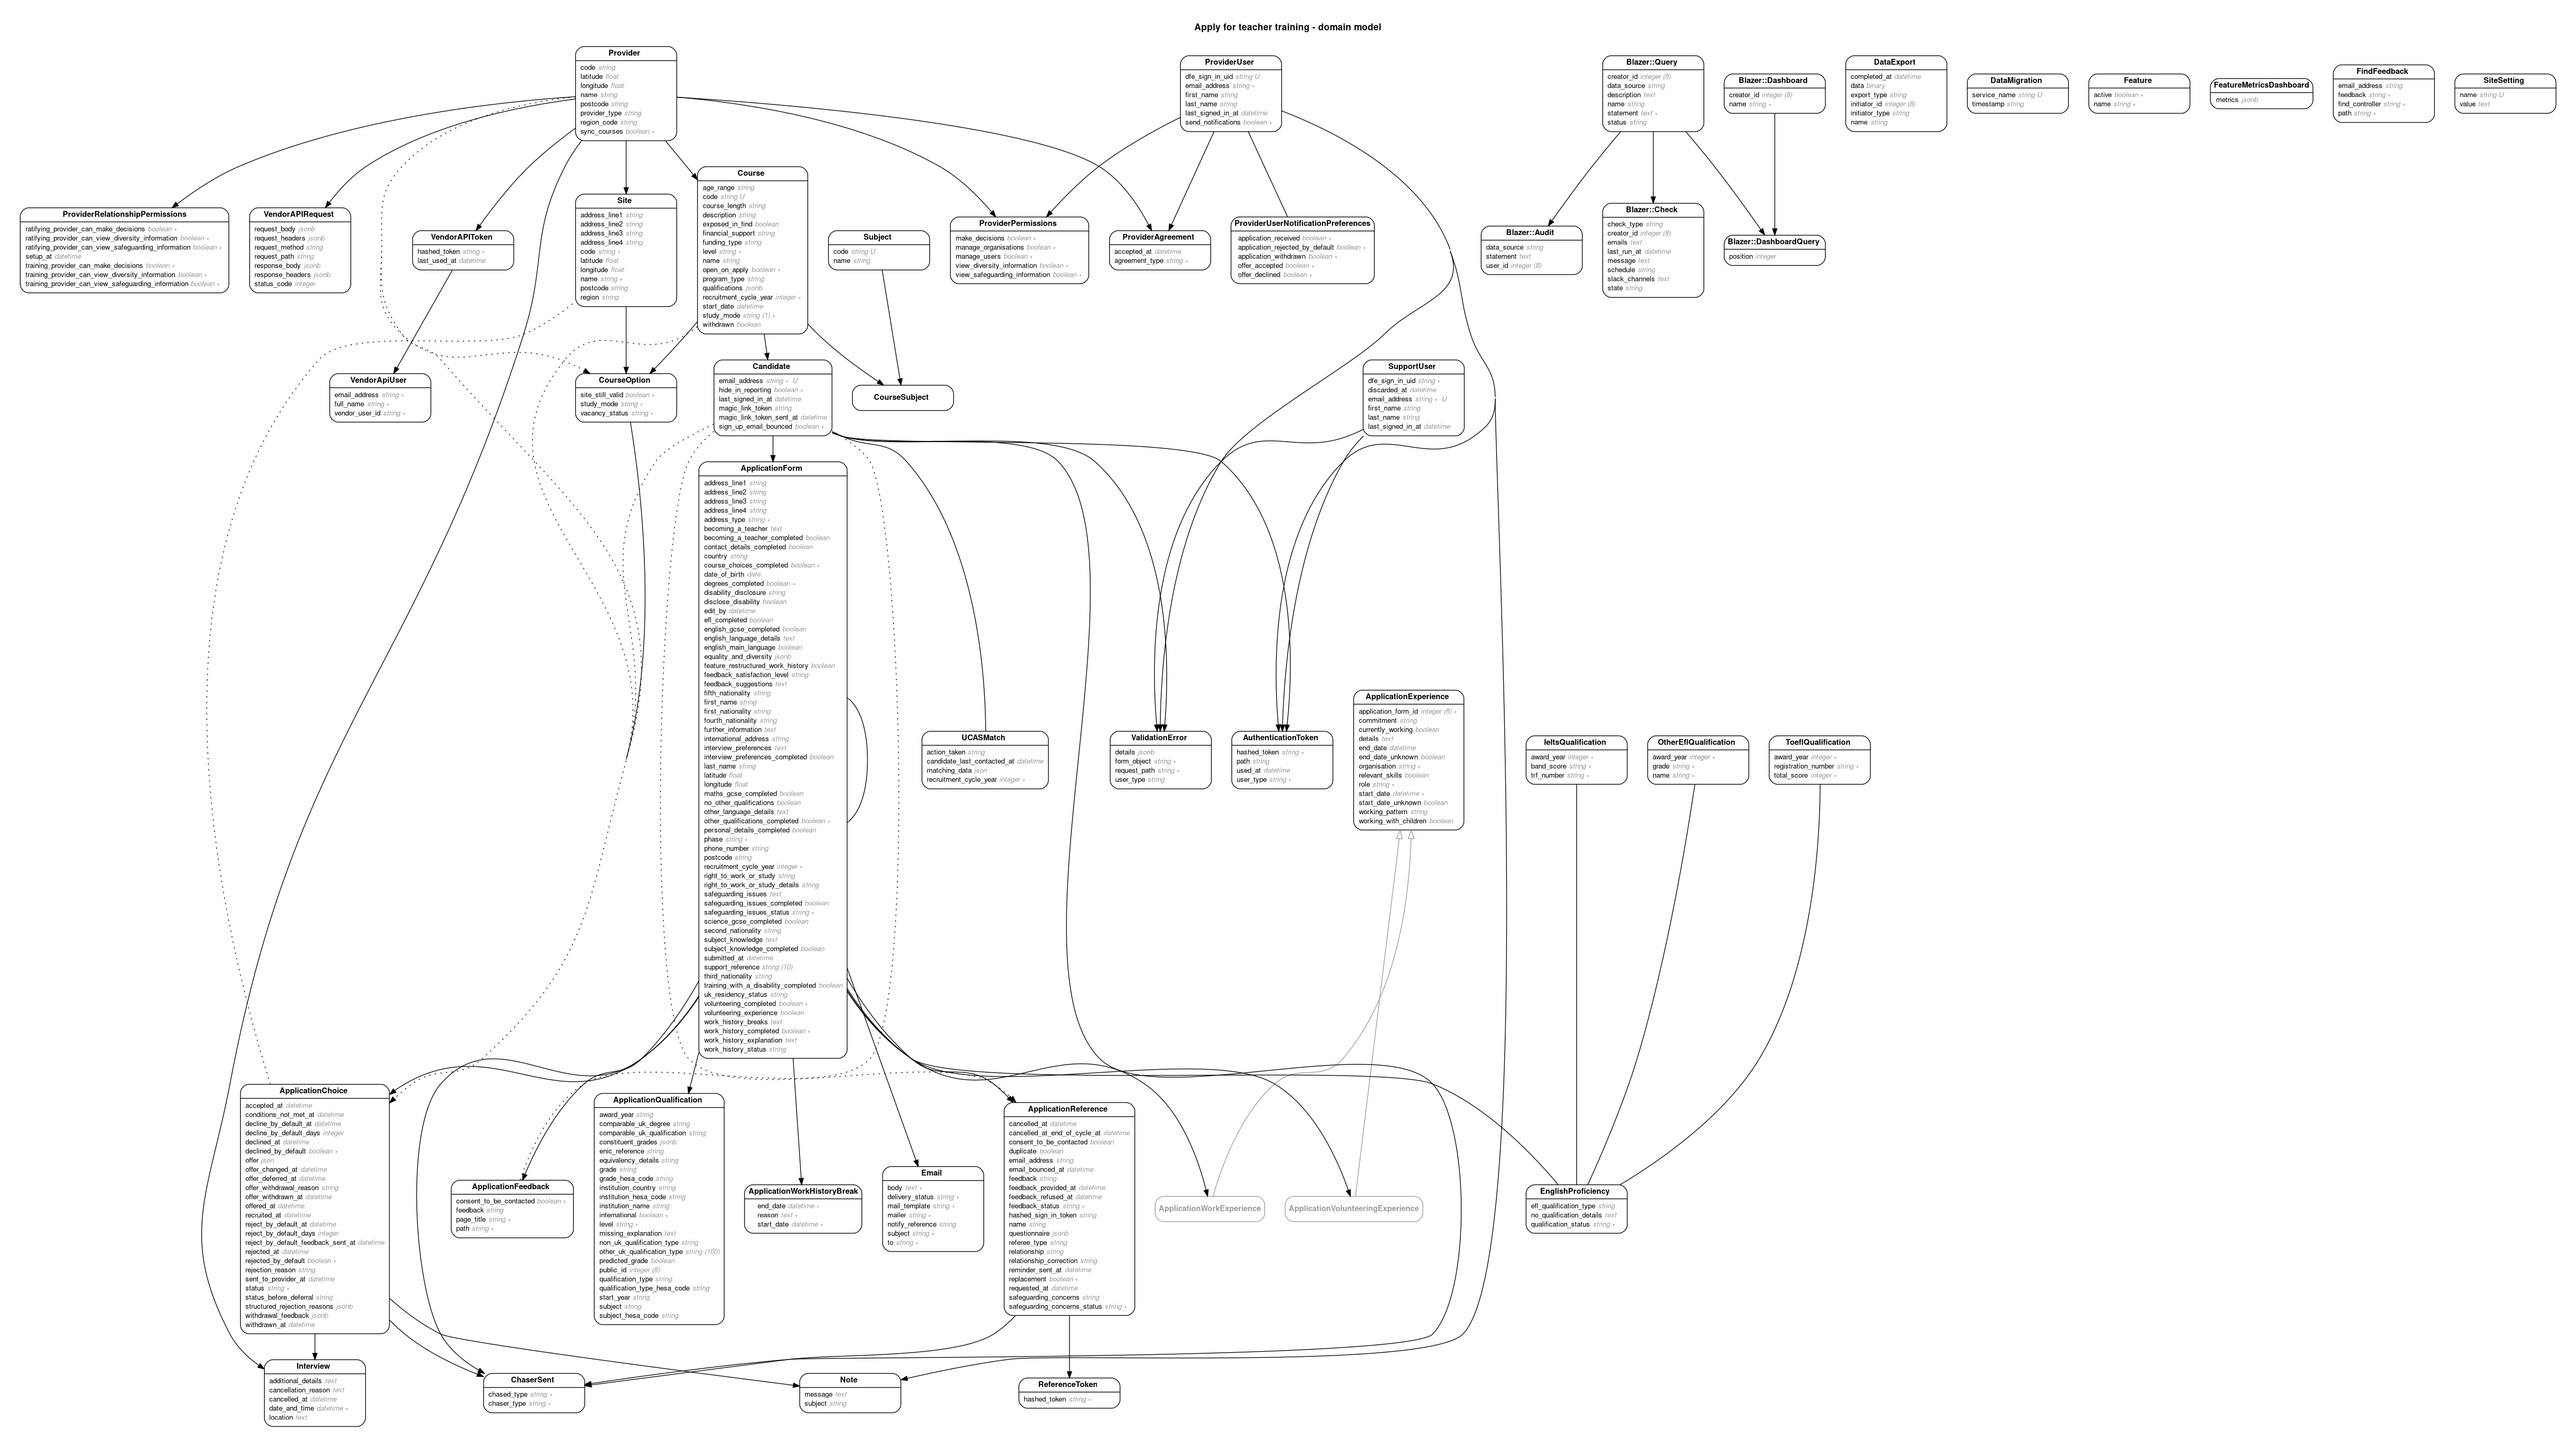 Apply for teacher training - domain model
Provider
code string
latitude float
longitude float
name string
postcode string
provider_type string
region_code string
sync_courses boolean ∗
ProviderUser
dfe_sign_in_uid string U
email_address string ∗
first_name string
last_name string
last_signed_in_at datetime
send_notifications boolean ∗
Blazer::Query
creator_id integer (8)
data_source string
description text
name string
statement text ∗
status string
Blazer::Dashboard
creator_id integer (8)
name string ∗
DataExport
completed_at datetime
data binary
export_type string
initiator_id integer (8)
initiator_type string
name string
DataMigration
service_name string U
timestamp string
Feature
active boolean ∗
name string ∗
FeatureMetricsDashboard
metrics jsonb
FindFeedback
email_address string
feedback string ∗
find_controller string ∗
path string ∗
SiteSetting
name string U
value text
ProviderRelationshipPermissions
ratifying_provider_can_make_decisions boolean ∗
ratifying_provider_can_view_diversity_information boolean ∗
ratifying_provider_can_view_safeguarding_information boolean ∗
setup_at datetime
training_provider_can_make_decisions boolean ∗
training_provider_can_view_diversity_information boolean ∗
training_provider_can_view_safeguarding_information boolean ∗
VendorAPIRequest
request_body jsonb
request_headers jsonb
request_method string
request_path string
response_body jsonb
response_headers jsonb
status_code integer
VendorAPIToken
hashed_token string ∗
last_used_at datetime
Site
address_line1 string
address_line2 string
address_line3 string
address_line4 string
code string ∗
latitude float
longitude float
name string ∗
postcode string
region string
Course
age_range string
code string U
course_length string
description string
exposed_in_find boolean
financial_support string
funding_type string
level string ∗
name string
open_on_apply boolean ∗
program_type string
qualifications jsonb
recruitment_cycle_year integer ∗
start_date datetime
study_mode string (1) ∗
withdrawn boolean
Subject
code string U
name string
ProviderPermissions
make_decisions boolean ∗
manage_organisations boolean ∗
manage_users boolean ∗
view_diversity_information boolean ∗
view_safeguarding_information boolean ∗
ProviderAgreement
accepted_at datetime
agreement_type string ∗
ProviderUserNotificationPreferences
application_received boolean ∗
application_rejected_by_default boolean ∗
application_withdrawn boolean ∗
offer_accepted boolean ∗
offer_declined boolean ∗
Blazer::Audit
data_source string
statement text
user_id integer (8)
Blazer::Check
check_type string
creator_id integer (8)
emails text
last_run_at datetime
message text
schedule string
slack_channels text
state string
Blazer::DashboardQuery
position integer
VendorApiUser
email_address string ∗
full_name string ∗
vendor_user_id string ∗
CourseOption
site_still_valid boolean ∗
study_mode string ∗
vacancy_status string ∗
Candidate
email_address string ∗ U
hide_in_reporting boolean ∗
last_signed_in_at datetime
magic_link_token string
magic_link_token_sent_at datetime
sign_up_email_bounced boolean ∗
CourseSubject
SupportUser
dfe_sign_in_uid string ∗
discarded_at datetime
email_address string ∗ U
first_name string
last_name string
last_signed_in_at datetime
ApplicationForm
address_line1 string
address_line2 string
address_line3 string
address_line4 string
address_type string ∗
becoming_a_teacher text
becoming_a_teacher_completed boolean
contact_details_completed boolean
country string
course_choices_completed boolean ∗
date_of_birth date
degrees_completed boolean ∗
disability_disclosure string
disclose_disability boolean
edit_by datetime
efl_completed boolean
english_gcse_completed boolean
english_language_details text
english_main_language boolean
equality_and_diversity jsonb
feature_restructured_work_history boolean
feedback_satisfaction_level string
feedback_suggestions text
fifth_nationality string
first_name string
first_nationality string
fourth_nationality string
further_information text
international_address string
interview_preferences text
interview_preferences_completed boolean
last_name string
latitude float
longitude float
maths_gcse_completed boolean
no_other_qualifications boolean
other_language_details text
other_qualifications_completed boolean ∗
personal_details_completed boolean
phase string ∗
phone_number string
postcode string
recruitment_cycle_year integer ∗
right_to_work_or_study string
right_to_work_or_study_details string
safeguarding_issues text
safeguarding_issues_completed boolean
safeguarding_issues_status string ∗
science_gcse_completed boolean
second_nationality string
subject_knowledge text
subject_knowledge_completed boolean
submitted_at datetime
support_reference string (10)
third_nationality string
training_with_a_disability_completed boolean
uk_residency_status string
volunteering_completed boolean ∗
volunteering_experience boolean
work_history_breaks text
work_history_completed boolean ∗
work_history_explanation text
work_history_status string
UCASMatch
action_taken string
candidate_last_contacted_at datetime
matching_data json
recruitment_cycle_year integer ∗
ValidationError
details jsonb
form_object string ∗
request_path string ∗
user_type string
AuthenticationToken
hashed_token string ∗
path string
used_at datetime
user_type string ∗
ApplicationExperience
application_form_id integer (8) ∗
commitment string
currently_working boolean
details text
end_date datetime
end_date_unknown boolean
organisation string ∗
relevant_skills boolean
role string ∗
start_date datetime ∗
start_date_unknown boolean
working_pattern string
working_with_children boolean
IeltsQualification
award_year integer ∗
band_score string ∗
trf_number string ∗
OtherEflQualification
award_year integer ∗
grade string ∗
name string ∗
ToeflQualification
award_year integer ∗
registration_number string ∗
total_score integer ∗
ApplicationChoice
accepted_at datetime
conditions_not_met_at datetime
decline_by_default_at datetime
decline_by_default_days integer
declined_at datetime
declined_by_default boolean ∗
offer json
offer_changed_at datetime
offer_deferred_at datetime
offer_withdrawal_reason string
offer_withdrawn_at datetime
offered_at datetime
recruited_at datetime
reject_by_default_at datetime
reject_by_default_days integer
reject_by_default_feedback_sent_at datetime
rejected_at datetime
rejected_by_default boolean ∗
rejection_reason string
sent_to_provider_at datetime
status string ∗
status_before_deferral string
structured_rejection_reasons jsonb
withdrawal_feedback jsonb
withdrawn_at datetime
ApplicationFeedback
consent_to_be_contacted boolean ∗
feedback string
page_title string ∗
path string ∗
ApplicationQualification
award_year string
comparable_uk_degree string
comparable_uk_qualification string
constituent_grades jsonb
enic_reference string
equivalency_details string
grade string
grade_hesa_code string
institution_country string
institution_hesa_code string
institution_name string
international boolean ∗
level string ∗
missing_explanation text
non_uk_qualification_type string
other_uk_qualification_type string (100)
predicted_grade boolean
public_id integer (8)
qualification_type string
qualification_type_hesa_code string
start_year string
subject string
subject_hesa_code string
ApplicationWorkHistoryBreak
end_date datetime ∗
reason text ∗
start_date datetime ∗
Email
body text ∗
delivery_status string ∗
mail_template string ∗
mailer string ∗
notify_reference string
subject string ∗
to string ∗
ApplicationReference
cancelled_at datetime
cancelled_at_end_of_cycle_at datetime
consent_to_be_contacted boolean
duplicate boolean
email_address string
email_bounced_at datetime
feedback string
feedback_provided_at datetime
feedback_refused_at datetime
feedback_status string ∗
hashed_sign_in_token string
name string
questionnaire jsonb
referee_type string
relationship string
relationship_correction string
reminder_sent_at datetime
replacement boolean ∗
requested_at datetime
safeguarding_concerns string
safeguarding_concerns_status string ∗
ApplicationWorkExperience
ApplicationVolunteeringExperience
EnglishProficiency
efl_qualification_type string
no_qualification_details text
qualification_status string ∗
Interview
additional_details text
cancellation_reason text
cancelled_at datetime
date_and_time datetime ∗
location text
ChaserSent
chased_type string ∗
chaser_type string ∗
Note
message text
subject string
ReferenceToken
hashed_token string ∗